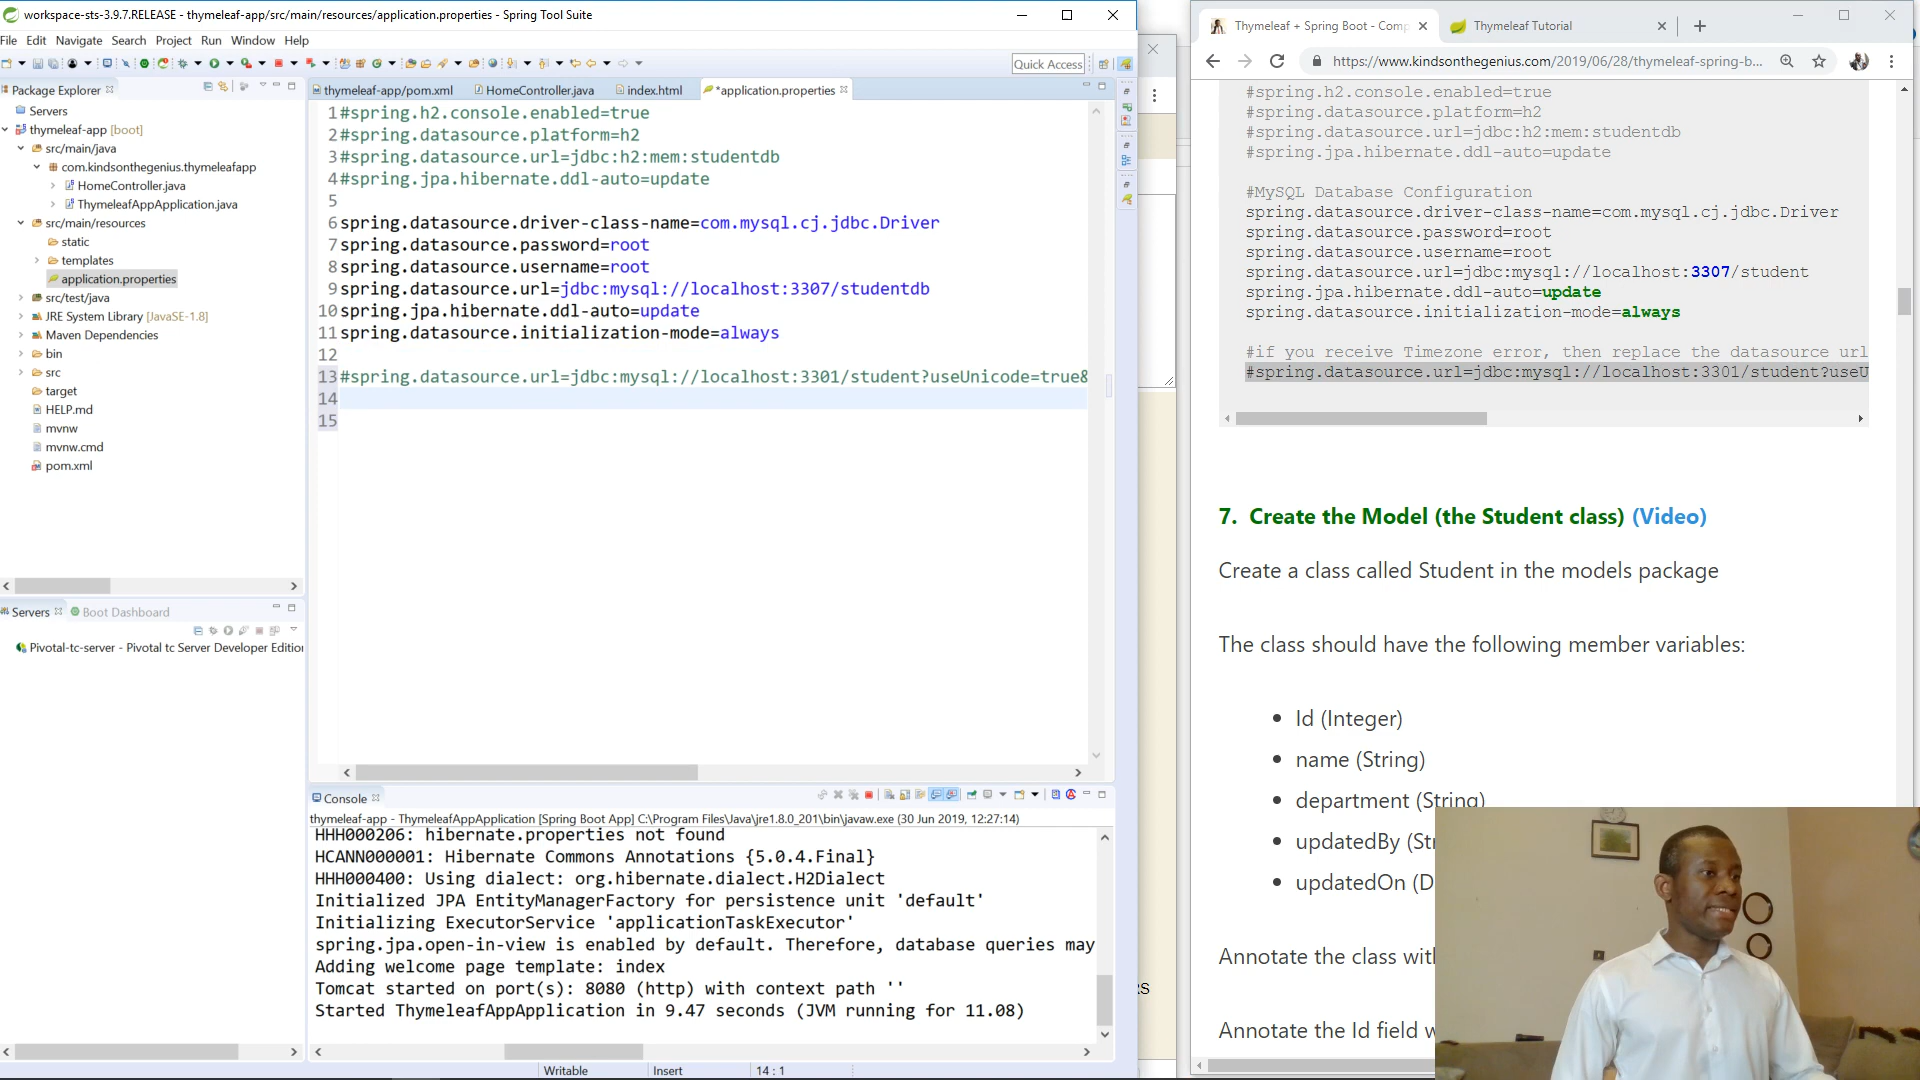 workspace-sts-3.9.7.RELEASE - thymeleaf-app/src/main/resources/application.properties - Spring Tool Suite
File Edit Navigate Search Project Run Window Help
Quick Access
Package Explorer
Servers
thymeleaf-app [boot]
src/main/java
com.kindsonthegenius.thymeleafapp
HomeController.java
ThymeleafAppApplication.java
src/main/resources
static
templates
application.properties
src/test/java
JRE System Library [JavaSE-1.8]
Maven Dependencies
bin
src
target
HELP.md
mvnw
mvnw.cmd
pom.xml
Servers Boot Dashboard
Pivotal-tc-server - Pivotal tc Server Developer Edition
thymeleaf-app/pom.xml HomeController.java index.html *application.properties
1 #spring.h2.console.enabled=true
2 #spring.datasource.platform=h2
3 #spring.datasource.url=jdbc:h2:mem:studentdb
4 #spring.jpa.hibernate.ddl-auto=update
5
6 spring.datasource.driver-class-name=com.mysql.cj.jdbc.Driver
7 spring.datasource.password=root
8 spring.datasource.username=root
9 spring.datasource.url=jdbc:mysql://localhost:3307/studentdb
10 spring.jpa.hibernate.ddl-auto=update
11 spring.datasource.initialization-mode=always
12
13 #spring.datasource.url=jdbc:mysql://localhost:3301/student?useUnicode=true&
14
15
Console
thymeleaf-app - ThymeleafAppApplication [Spring Boot App] C:\Program Files\Java\jre1.8.0_201\bin\javaw.exe (30 Jun 2019, 12:27:14)
HHH000206: hibernate.properties not found
HCANN000001: Hibernate Commons Annotations {5.0.4.Final}
HHH000400: Using dialect: org.hibernate.dialect.H2Dialect
Initialized JPA EntityManagerFactory for persistence unit 'default'
Initializing ExecutorService 'applicationTaskExecutor'
spring.jpa.open-in-view is enabled by default. Therefore, database queries may
Adding welcome page template: index
Tomcat started on port(s): 8080 (http) with context path ''
Started ThymeleafAppApplication in 9.47 seconds (JVM running for 11.08)
Writable Insert 14 : 1
Thymeleaf + Spring Boot - Comp Thymeleaf Tutorial
https://www.kindsonthegenius.com/2019/06/28/thymeleaf-spring-b...
#spring.h2.console.enabled=true
#spring.datasource.platform=h2
#spring.datasource.url=jdbc:h2:mem:studentdb
#spring.jpa.hibernate.ddl-auto=update
#MySQL Database Configuration
spring.datasource.driver-class-name=com.mysql.cj.jdbc.Driver
spring.datasource.password=root
spring.datasource.username=root
spring.datasource.url=jdbc:mysql://localhost:3307/student
spring.jpa.hibernate.ddl-auto=update
spring.datasource.initialization-mode=always
#if you receive Timezone error, then replace the datasource url
#spring.datasource.url=jdbc:mysql://localhost:3301/student?useU
7. Create the Model (the Student class) (Video)
Create a class called Student in the models package
The class should have the following member variables:
• Id (Integer)
• name (String)
• department (String)
• updatedBy (Str
• updatedOn (D
Annotate the class with
Annotate the Id field w